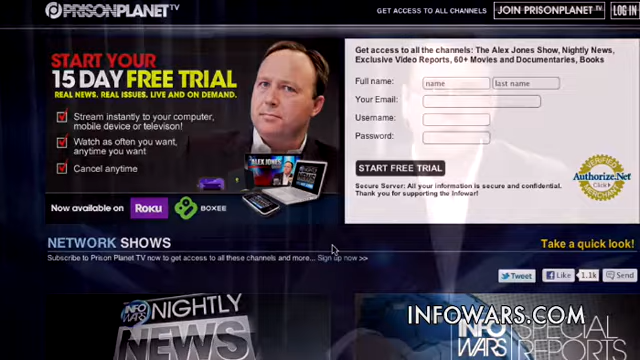 PRISONPLANET TV
GET ACCESS TO ALL CHANNELS
JOIN PRISONPLANET TV
LOG IN
START YOUR
15 DAY FREE TRIAL
REAL NEWS. REAL ISSUES. LIVE AND ON DEMAND.
Stream instantly to your computer,
mobile device or televison!
Watch as often you want,
anytime you want
Cancel anytime
ALEX JONES
Now available on
Roku
BOXEE
Get access to all the channels: The Alex Jones Show, Nightly News,
Exclusive Video Reports, 60+ Movies and Documentaries, Books
Full name:
name
last name
Your Email:
Username:
Password:
START FREE TRIAL
Secure Server: All your information is secure and confidential.
Thank you for supporting the Infowar!
VERIFIED
Authorize.Net
Click
NETWORK SHOWS
Take a quick look!
Subscribe to Prison Planet TV now to get access to all these channels and more... Sign up now >>
Tweet
Like
1.1k
Send
INFO WARS NIGHTLY
NEWS
INFOWARS.COM
INFO
WARS
SPECIAL
REPORTS